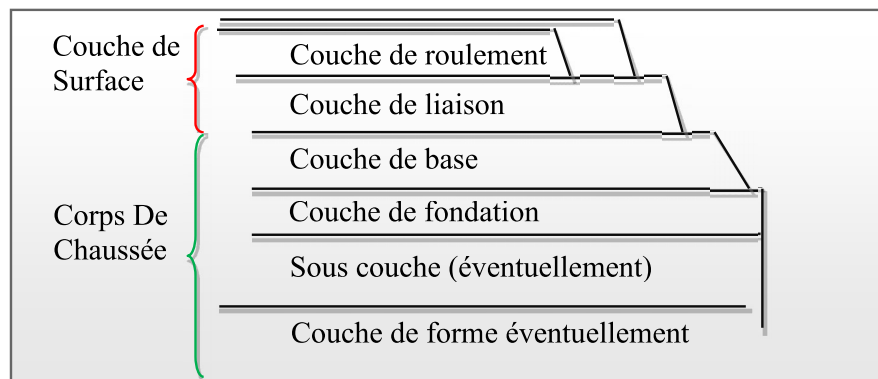 Couche de
Surface
Couche de roulement
Couche de liaison
Corps De
Chaussée
Couche de base
Couche de fondation
Sous couche (éventuellement)
Couche de forme éventuellement